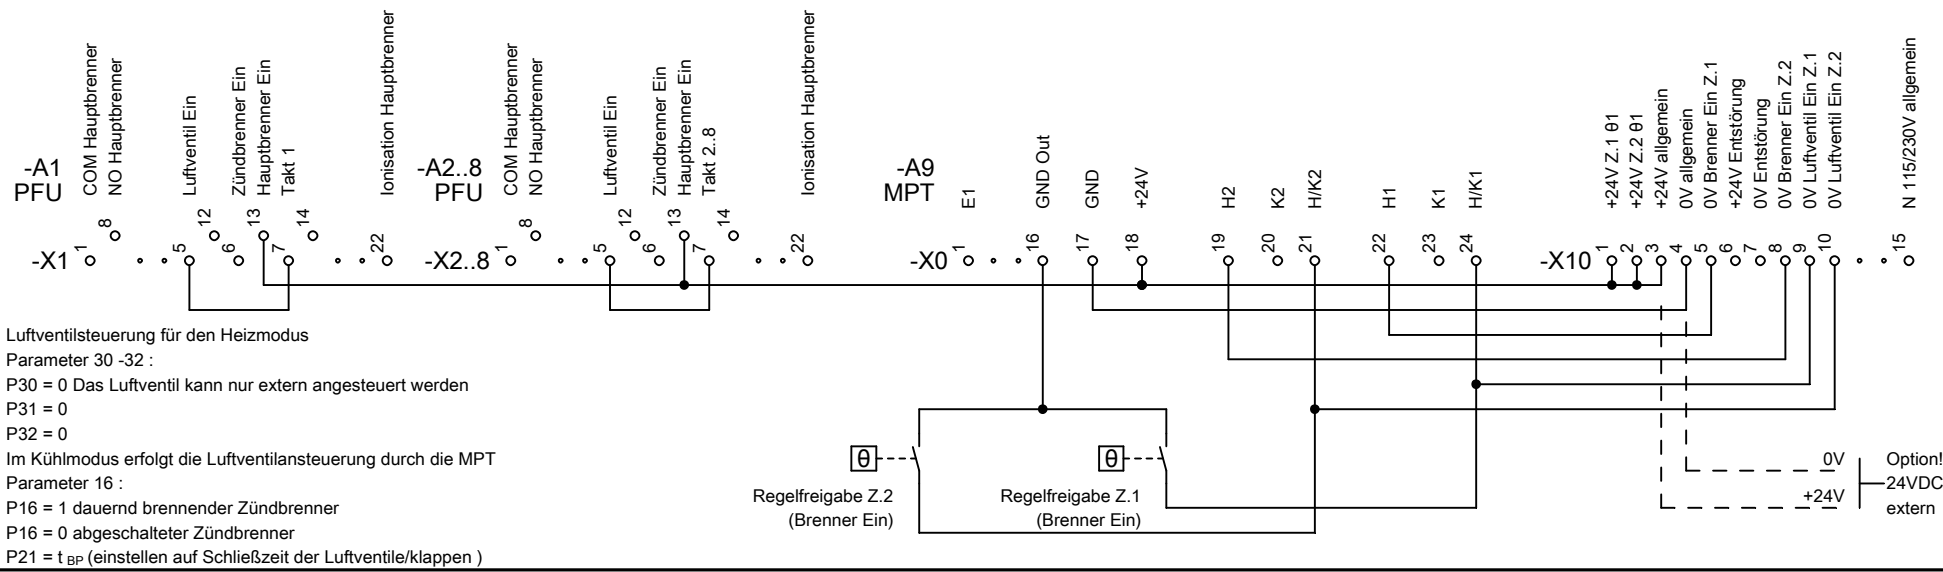 -A1
PFU
COM Hauptbrenner
NO Hauptbrenner
Luftventil Ein
Zündbrenner Ein
Hauptbrenner Ein
Takt 1
Ionisation Hauptbrenner
-X1
1
8
5
12
6
13
7
14
22
-A2..8
PFU
COM Hauptbrenner
NO Hauptbrenner
Luftventil Ein
Zündbrenner Ein
Hauptbrenner Ein
Takt 2..8
Ionisation Hauptbrenner
-X2..8
1
8
5
12
6
13
7
14
22
-A9
MPT
E1
GND Out
GND
+24V
H2
K2
H/K2
H1
K1
H/K1
-X0
1
16
17
18
19
20
21
22
23
24
+24V Z.1 θ1
+24V Z.2 θ1
+24V allgemein
0V allgemein
0V Brenner Ein Z.1
+24V Entstörung
0V Entstörung
0V Brenner Ein Z.2
0V Luftventil Ein Z.1
0V Luftventil Ein Z.2
N 115/230V allgemein
-X10
1
2
3
4
5
6
7
8
9
10
15
Luftventilsteuerung für den Heizmodus
Parameter 30 -32 :
P30 = 0 Das Luftventil kann nur extern angesteuert werden
P31 = 0
P32 = 0
Im Kühlmodus erfolgt die Luftventilansteuerung durch die MPT
Parameter 16 :
P16 = 1 dauernd brennender Zündbrenner
P16 = 0 abgeschalteter Zündbrenner
P21 = t BP (einstellen auf Schließzeit der Luftventile/klappen )
θ
Regelfreigabe Z.2
(Brenner Ein)
θ
Regelfreigabe Z.1
(Brenner Ein)
0V
+24V
Option!
24VDC
extern